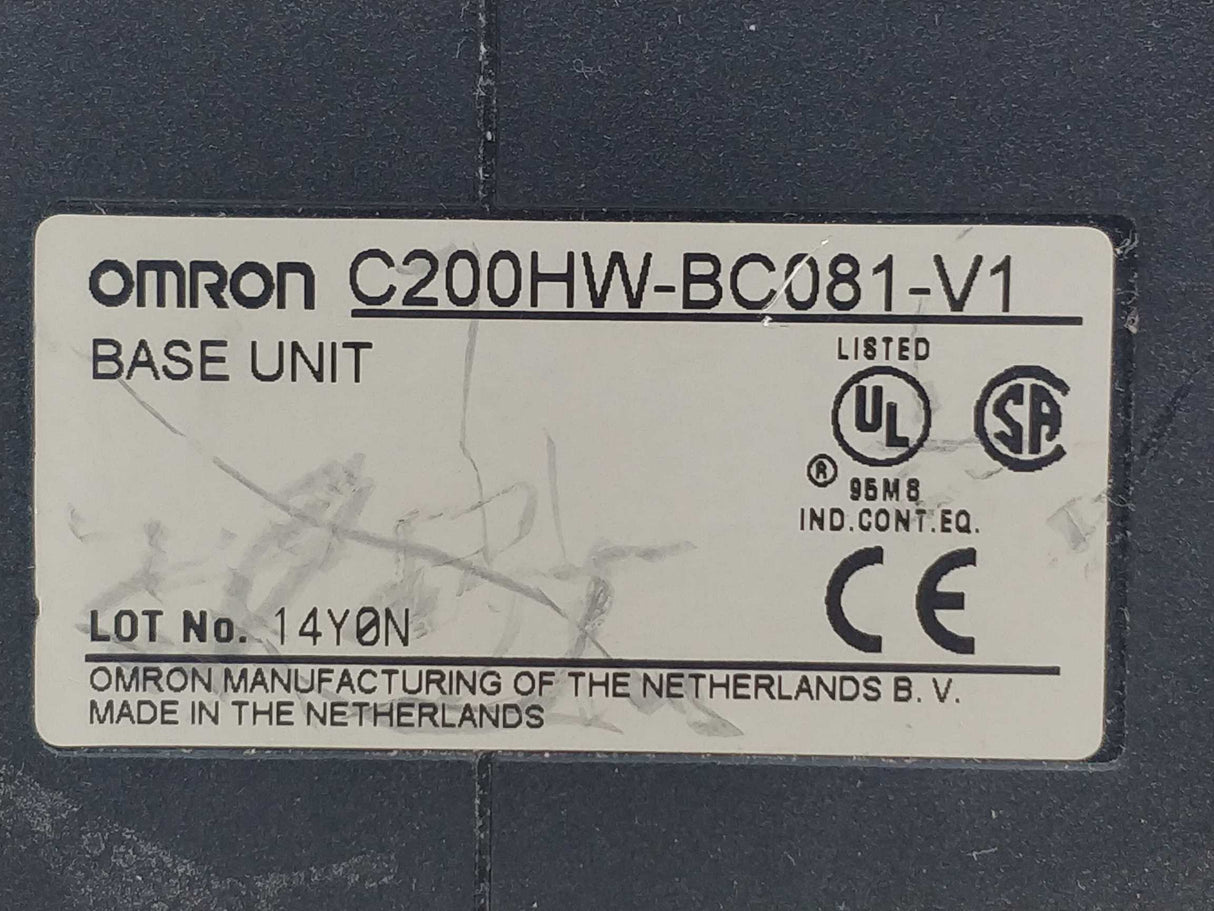 OMRON C200HW-BC081-V1
BASE UNIT
LISTED
UL
SA
®
95M8
IND.CONT.EQ.
CE
LOT No. 14Y0N
OMRON MANUFACTURING OF THE NETHERLANDS B. V.
MADE IN THE NETHERLANDS